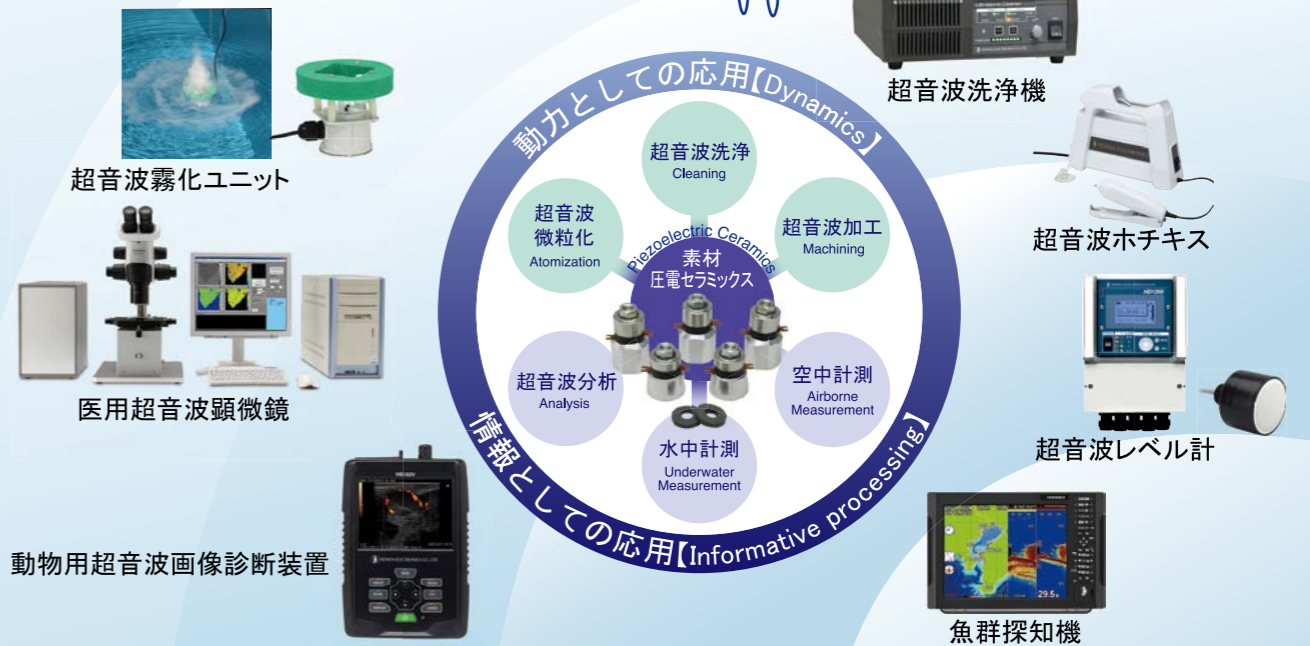 超音波洗浄機
超音波霧化ユニット
動力としての応用【Dynamics】
超音波洗浄
Cleaning
超音波
微粒化
Atomization
超音波加工
Machining
Piezoelectric Ceramics
素材
圧電セラミックス
超音波ホチキス
医用超音波顕微鏡
超音波分析
Analysis
空中計測
Airborne
Measurement
水中計測
Underwater
Measurement
情報としての応用【Informative processing】
超音波レベル計
動物用超音波画像診断装置
29.5
魚群探知機